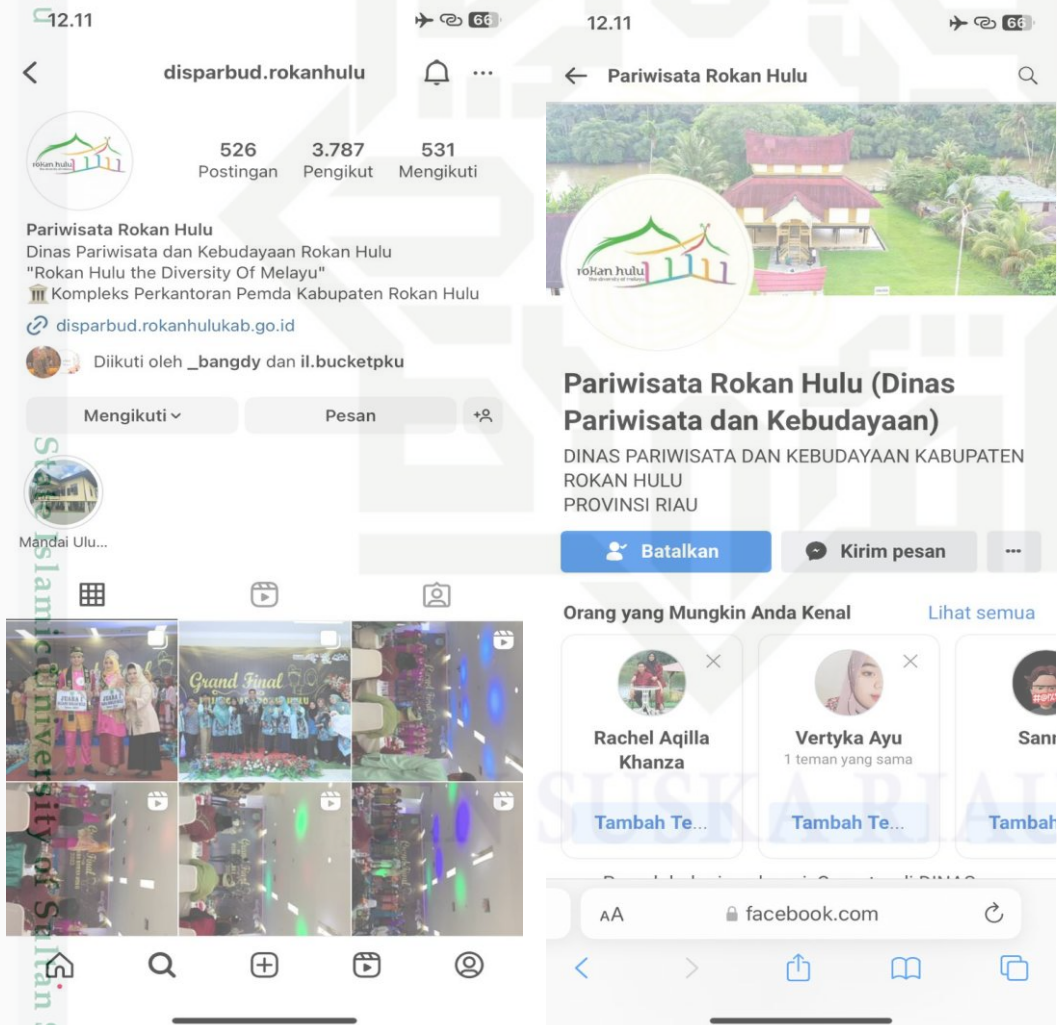 12.11
66
disparbud.rokanhulu
rokan hulu
526 3.787 531
Postingan Pengikut Mengikuti
Pariwisata Rokan Hulu
Dinas Pariwisata dan Kebudayaan Rokan Hulu
"Rokan Hulu the Diversity Of Melayu"
Kompleks Perkantoran Pemda Kabupaten Rokan Hulu
disparbud.rokanhulukab.go.id
Diikuti oleh _bangdy dan il.bucketpku
Mengikuti Pesan
Mandai Ulu...
JUARA 1
Grand Final
State Islamic University of Sultan S
12.11
66
Pariwisata Rokan Hulu
rokan hulu
Pariwisata Rokan Hulu (Dinas
Pariwisata dan Kebudayaan)
DINAS PARIWISATA DAN KEBUDAYAAN KABUPATEN
ROKAN HULU
PROVINSI RIAU
Batalkan Kirim pesan
Orang yang Mungkin Anda Kenal Lihat semua
Rachel Aqilla
Khanza
Vertyka Ayu
1 teman yang sama
Tambah Te... Tambah Te... Tambah
SUSKA RIAU
AA facebook.com